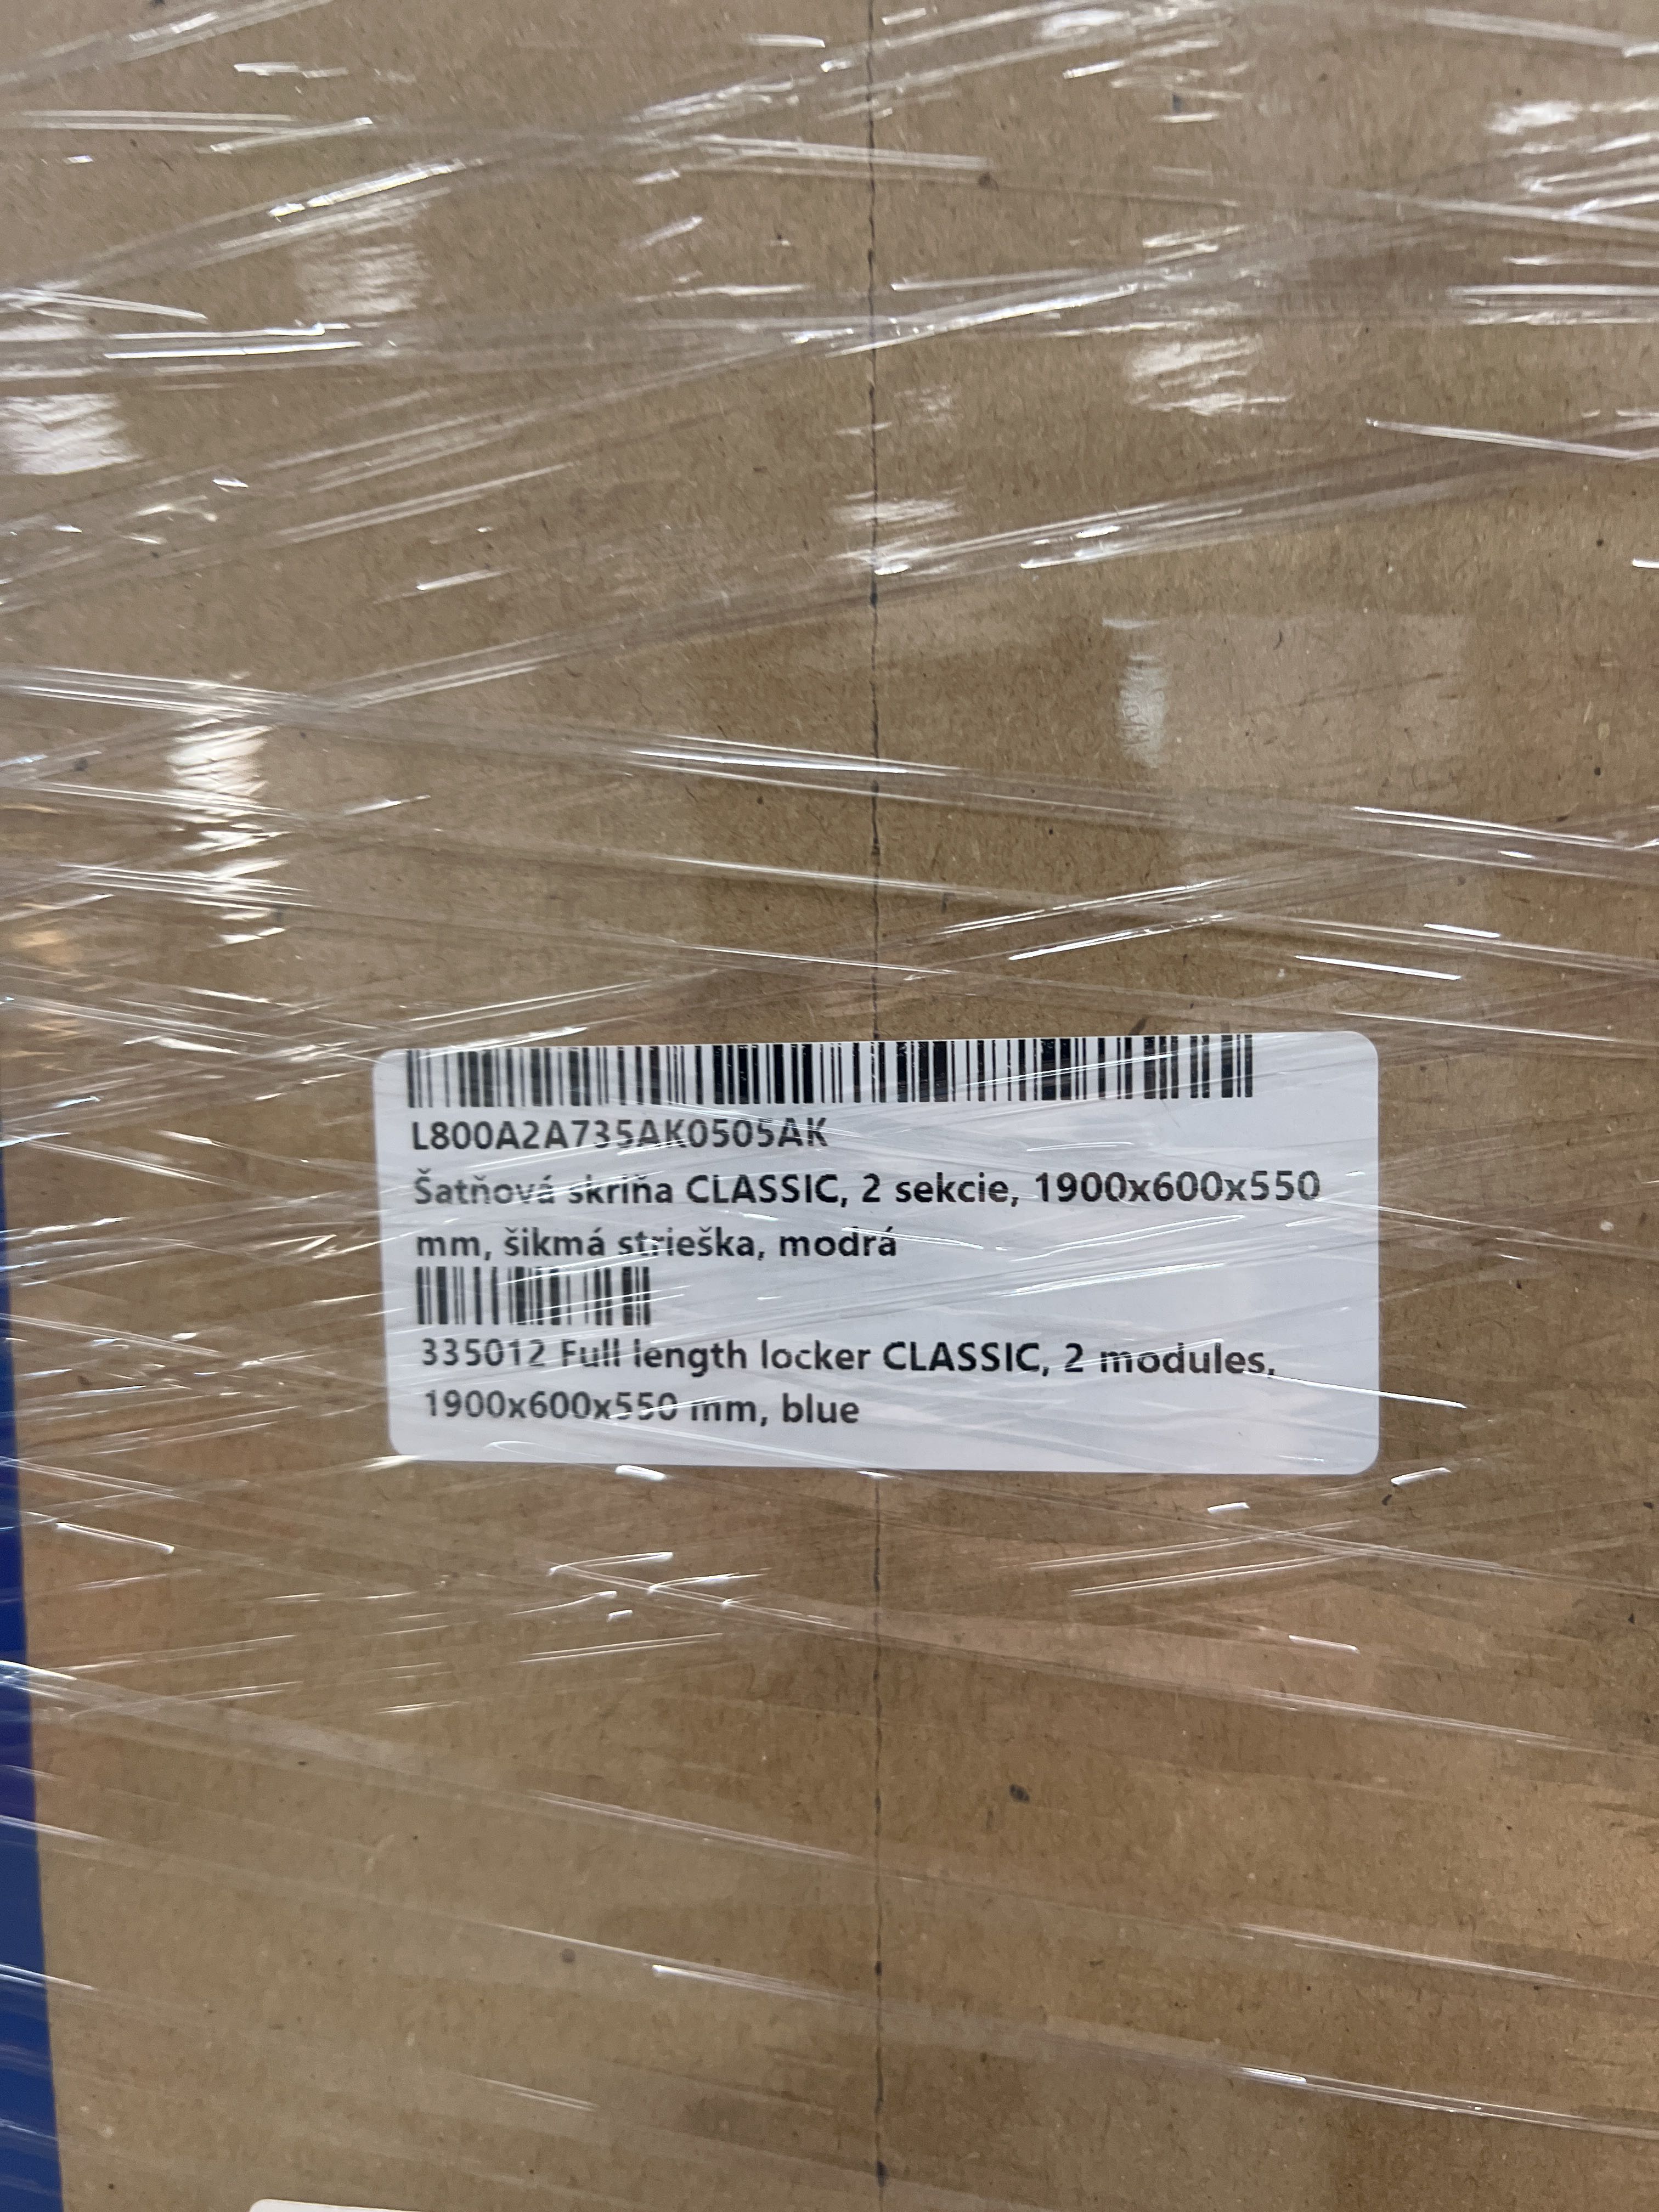 L800A2A735AK0505AK
Šatňová skriňa CLASSIC, 2 sekcie, 1900x600x550
mm, šikmá strieška, modrá
335012 Full length locker CLASSIC, 2 modules,
1900x600x550 mm, blue